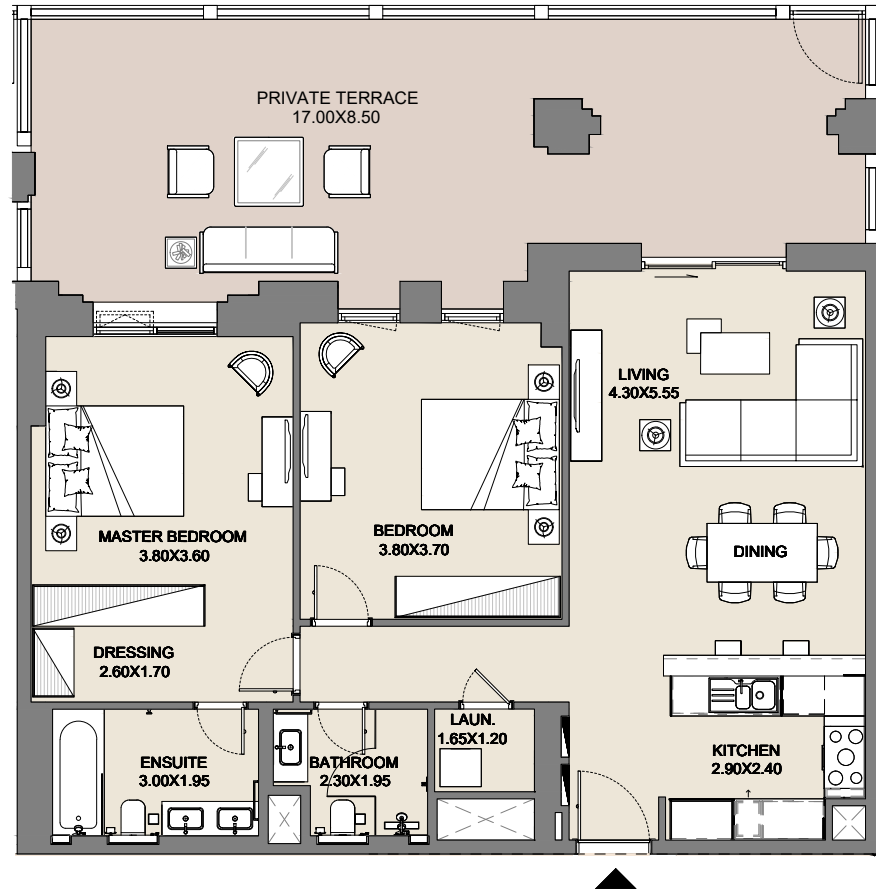 PRIVATE TERRACE
17.00X8.50
LIVING
4.30X5.55
MASTER BEDROOM
3.80X3.60
BEDROOM
3.80X3.70
DINING
DRESSING
2.60X1.70
ENSUITE
3.00X1.95
BATHROOM
2.30X1.95
LAUN.
1.65X1.20
KITCHEN
2.90X2.40